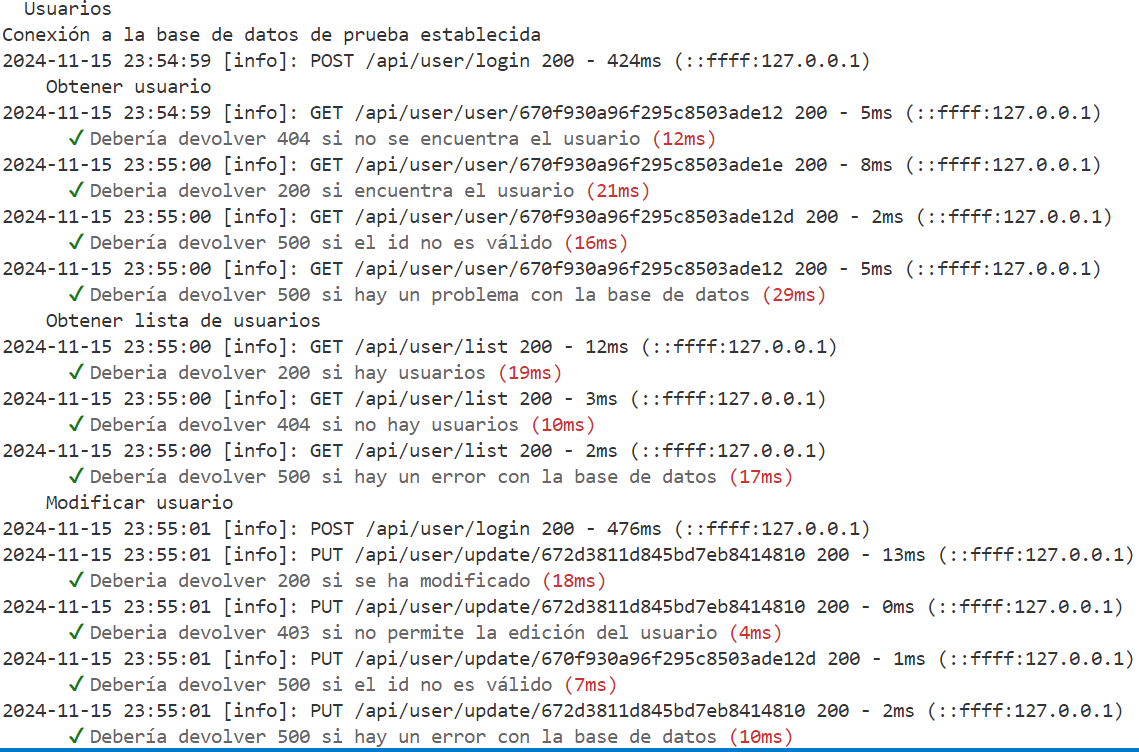 Usuarios
Conexión a la base de datos de prueba establecida
2024-11-15 23:54:59 [info]: POST /api/user/login 200 - 424ms (::ffff:127.0.0.1)
Obtener usuario
2024-11-15 23:54:59 [info]: GET /api/user/user/670f930a96f295c8503ade12 200 - 5ms (::ffff:127.0.0.1)
✓ Debería devolver 404 si no se encuentra el usuario (12ms)
2024-11-15 23:55:00 [info]: GET /api/user/user/670f930a96f295c8503ade1e 200 - 8ms (::ffff:127.0.0.1)
✓ Deberia devolver 200 si encuentra el usuario (21ms)
2024-11-15 23:55:00 [info]: GET /api/user/user/670f930a96f295c8503ade12d 200 - 2ms (::ffff:127.0.0.1)
✓ Debería devolver 500 si el id no es válido (16ms)
2024-11-15 23:55:00 [info]: GET /api/user/user/670f930a96f295c8503ade12 200 - 5ms (::ffff:127.0.0.1)
✓ Debería devolver 500 si hay un problema con la base de datos (29ms)
Obtener lista de usuarios
2024-11-15 23:55:00 [info]: GET /api/user/list 200 - 12ms (::ffff:127.0.0.1)
✓ Deberia devolver 200 si hay usuarios (19ms)
2024-11-15 23:55:00 [info]: GET /api/user/list 200 - 3ms (::ffff:127.0.0.1)
✓ Debería devolver 404 si no hay usuarios (10ms)
2024-11-15 23:55:00 [info]: GET /api/user/list 200 - 2ms (::ffff:127.0.0.1)
✓ Debería devolver 500 si hay un error con la base de datos (17ms)
Modificar usuario
2024-11-15 23:55:01 [info]: POST /api/user/login 200 - 476ms (::ffff:127.0.0.1)
2024-11-15 23:55:01 [info]: PUT /api/user/update/672d3811d845bd7eb8414810 200 - 13ms (::ffff:127.0.0.1)
✓ Deberia devolver 200 si se ha modificado (18ms)
2024-11-15 23:55:01 [info]: PUT /api/user/update/672d3811d845bd7eb8414810 200 - 0ms (::ffff:127.0.0.1)
✓ Deberia devolver 403 si no permite la edición del usuario (4ms)
2024-11-15 23:55:01 [info]: PUT /api/user/update/670f930a96f295c8503ade12d 200 - 1ms (::ffff:127.0.0.1)
✓ Debería devolver 500 si el id no es válido (7ms)
2024-11-15 23:55:01 [info]: PUT /api/user/update/672d3811d845bd7eb8414810 200 - 2ms (::ffff:127.0.0.1)
✓ Debería devolver 500 si hay un error con la base de datos (10ms)